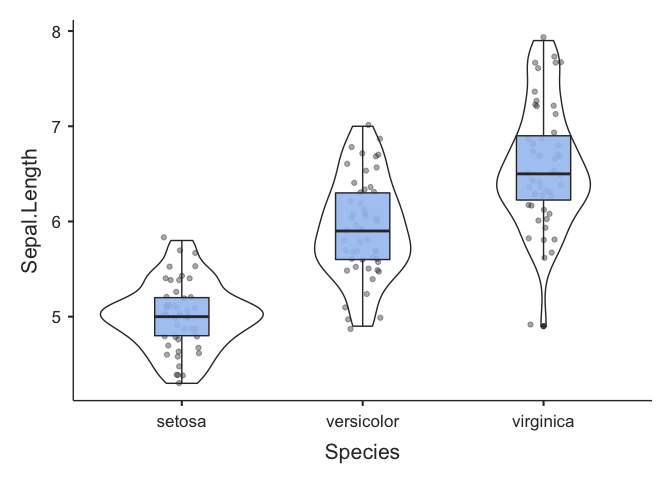 Sepal.Length
8
7
6
5
setosa
versicolor
virginica
Species